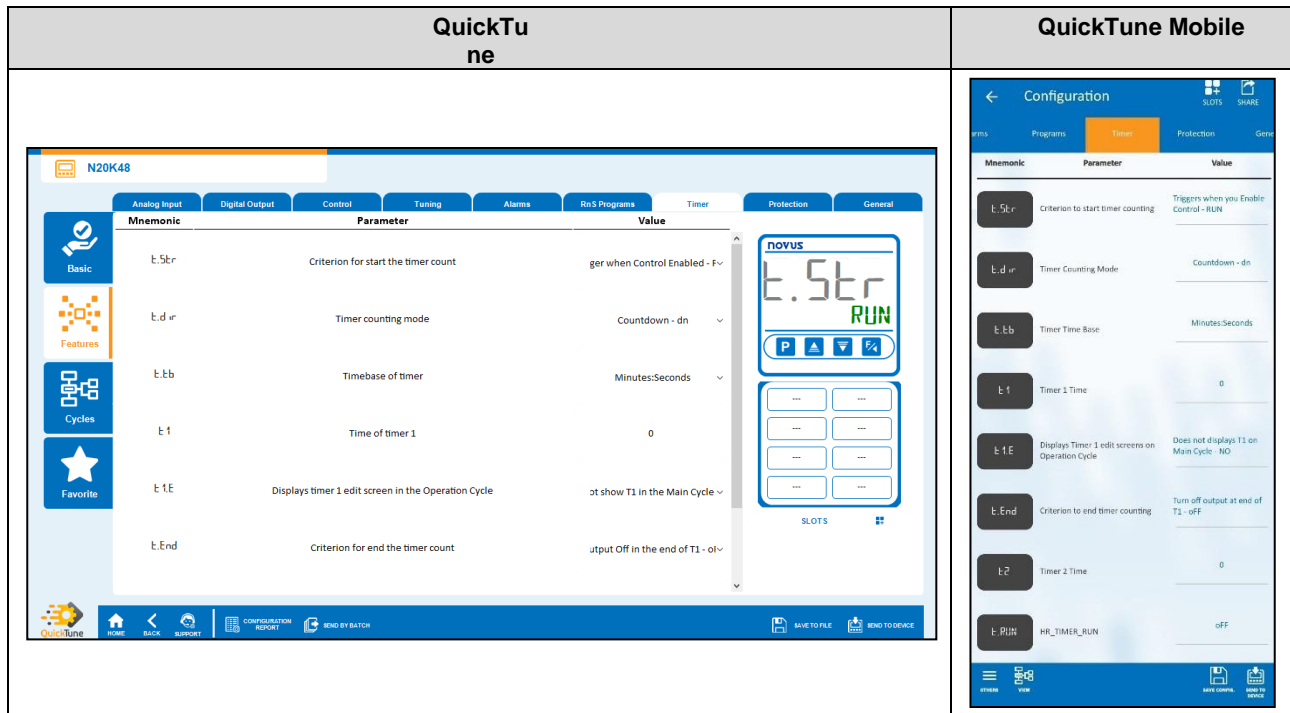 QuickTu
ne
QuickTune Mobile
N20K48
Analog Input Digital Output Control Tuning Alarms RnS Programs Timer Protection General
Mnemonic Parameter Value
Basic
Features
Cycles
Favorite
t.Str Criterion for start the timer count ger when Control Enabled - F
t.dir Timer counting mode Countdown - dn
t.tb Timebase of timer Minutes:Seconds
t1 Time of timer 1 0
t1.E Displays timer 1 edit screen in the Operation Cycle ot show T1 in the Main Cycle
t.End Criterion for end the timer count utput Off in the end of T1 - of
novus
t.Str
RUN
P F/
--- ---
--- ---
--- ---
--- ---
SLOTS
QuickTune
HOME BACK SUPPORT CONFIGURATION
REPORT SEND BY BATCH SAVE TO FILE SEND TO DEVICE
Configuration
SLOTS SHARE
arms Programs Timer Protection Gene
Mnemonic Parameter Value
t.Str Criterion to start timer counting Triggers when you Enable
Control - RUN
t.dir Timer Counting Mode Countdown - dn
t.tb Timer Time Base Minutes:Seconds
t1 Timer 1 Time 0
t1.E Displays Timer 1 edit screens on
Operation Cycle Does not displays T1 on
Main Cycle - NO
t.End Criterion to end timer counting Turn off output at end of
T1 - oFF
t2 Timer 2 Time 0
t.RUN HR_TIMER_RUN oFF
OTHERS VIEW SAVE CONFIG. SEND TO
DEVICE